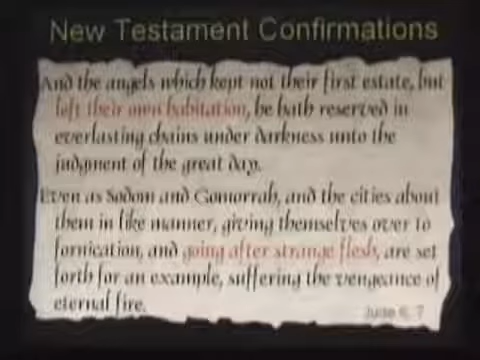 New Testament Confirmations
And the angels which kept not their first estate, but
left their own habitation, he hath reserved in
everlasting chains under darkness unto the
judgment of the great day.
Even as Sodom and Gomorrah, and the cities about
them in like manner, giving themselves over to
fornication, and going after strange flesh, are set
forth for an example, suffering the vengeance of
eternal fire.
Jude 6, 7